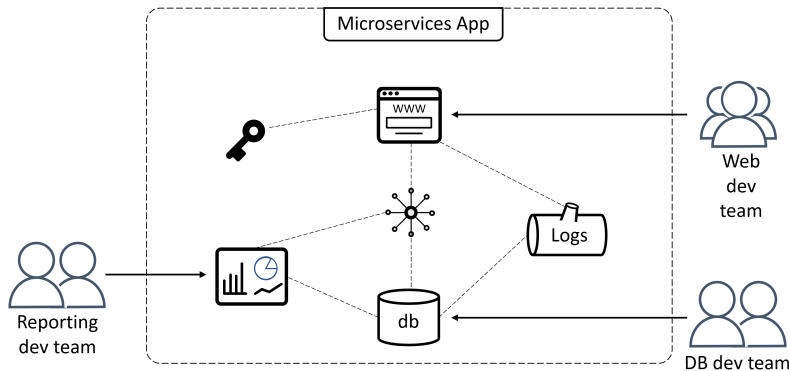 Microservices App
WWW
Web
dev
team
Logs
Reporting
dev team
db
DB dev team